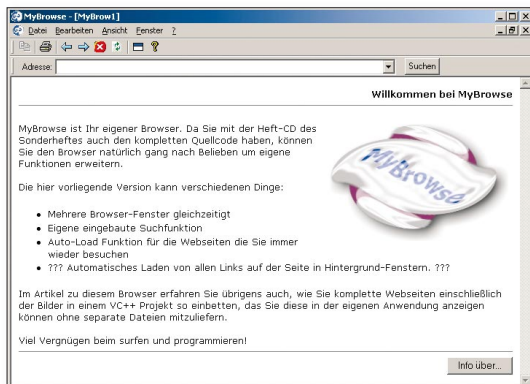 MyBrowse - [MyBrow1]
Datei Bearbeiten Ansicht Fenster ?
Adresse: Suchen
Willkommen bei MyBrowse
MyBrowse ist Ihr eigener Browser. Da Sie mit der Heft-CD des
Sonderheftes auch den kompletten Quellcode haben, können
Sie den Browser natürlich gang nach Belieben um eigene
Funktionen erweitern.
MyBrowse
Die hier vorliegende Version kann verschiedenen Dinge:
• Mehrere Browser-Fenster gleichzeitigt
• Eigene eingebaute Suchfunktion
• Auto-Load Funktion für die Webseiten die Sie immer
wieder besuchen
• ??? Automatisches Laden von allen Links auf der Seite in Hintergrund-Fenstern. ???
Im Artikel zu diesem Browser erfahren Sie übrigens auch, wie Sie komplette Webseiten einschließlich
der Bilder in einem VC++ Projekt so einbetten, das Sie diese in der eigenen Anwendung anzeigen
können ohne separate Dateien mitzuliefern.
Viel Vergnügen beim surfen und programmieren!
Info über...